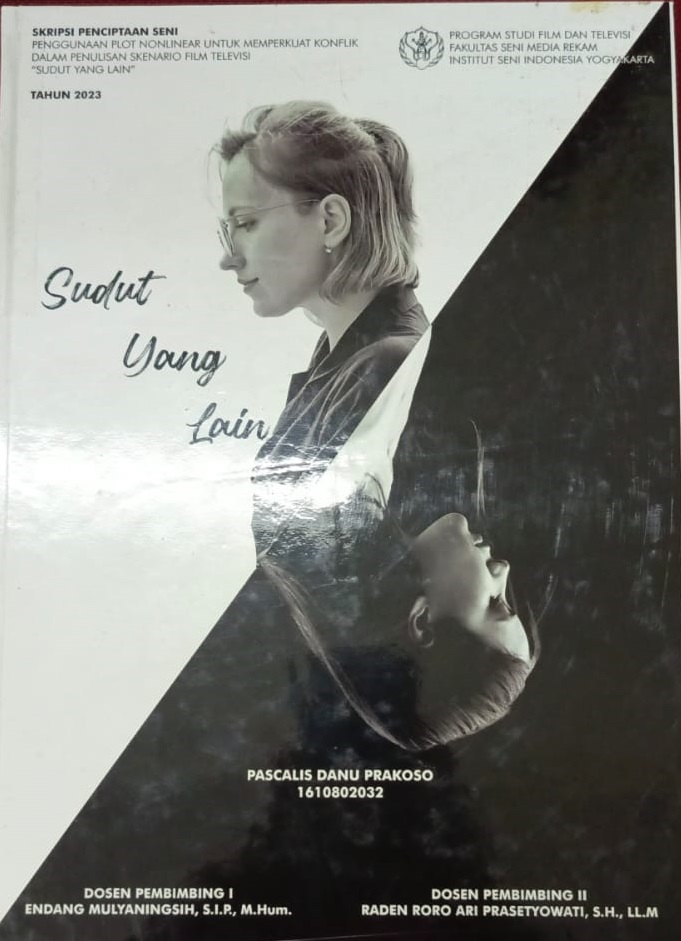 SKRIPSI PENCIPTAAN SENI
PENGGUNAAN PLOT NONLINEAR UNTUK MEMPERKUAT KONFLIK
DALAM PENULISAN SKENARIO FILM TELEVISI
"SUDUT YANG LAIN"
TAHUN 2023
PROGRAM STUDI FILM DAN TELEVISI
FAKULTAS SENI MEDIA REKAM
INSTITUT SENI INDONESIA YOGYAKARTA
Sudut
Yang
Lain
PASCALIS DANU PRAKOSO
1610802032
DOSEN PEMBIMBING I
ENDANG MULYANINGSIH, S.I.P., M.Hum.
DOSEN PEMBIMBING II
RADEN RORO ARI PRASETYOWATI, S.H., LL.M